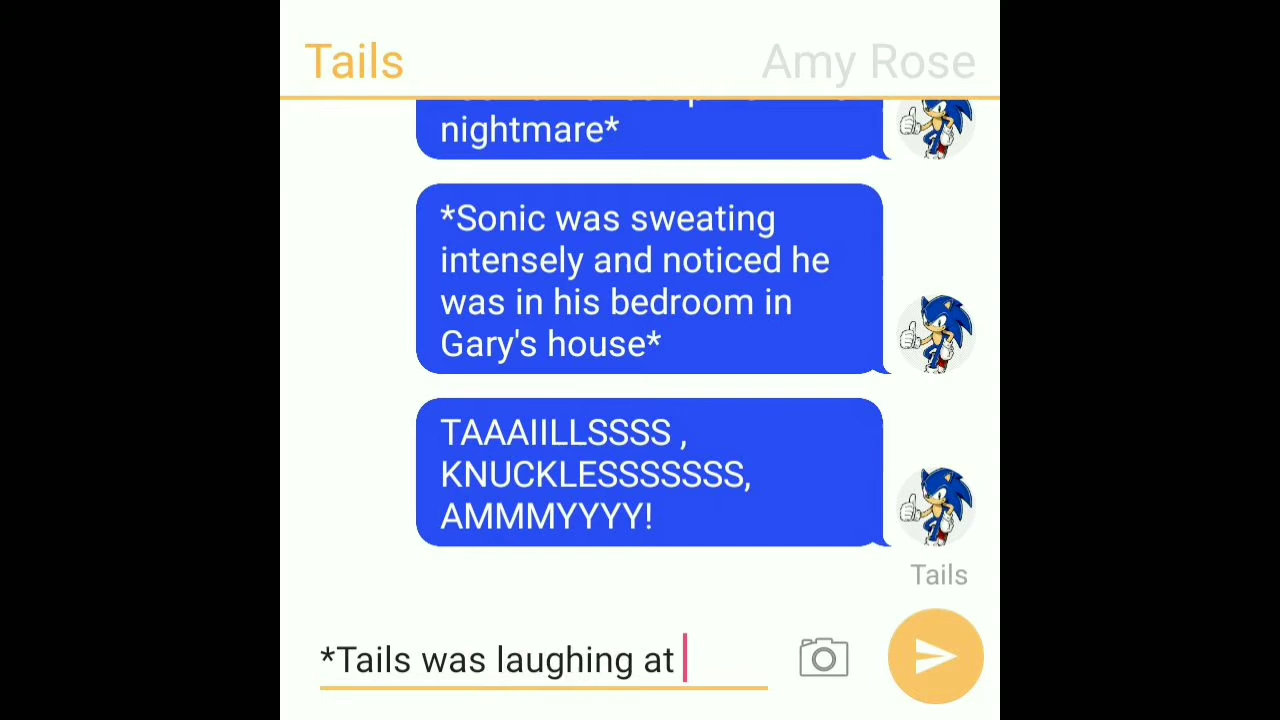 Tails
Amy Rose
nightmare*
*Sonic was sweating
intensely and noticed he
was in his bedroom in
Gary's house*
TAAAIILLSSSS ,
KNUCKLESSSSSSS,
AMMMYYYY!
Tails
*Tails was laughing at